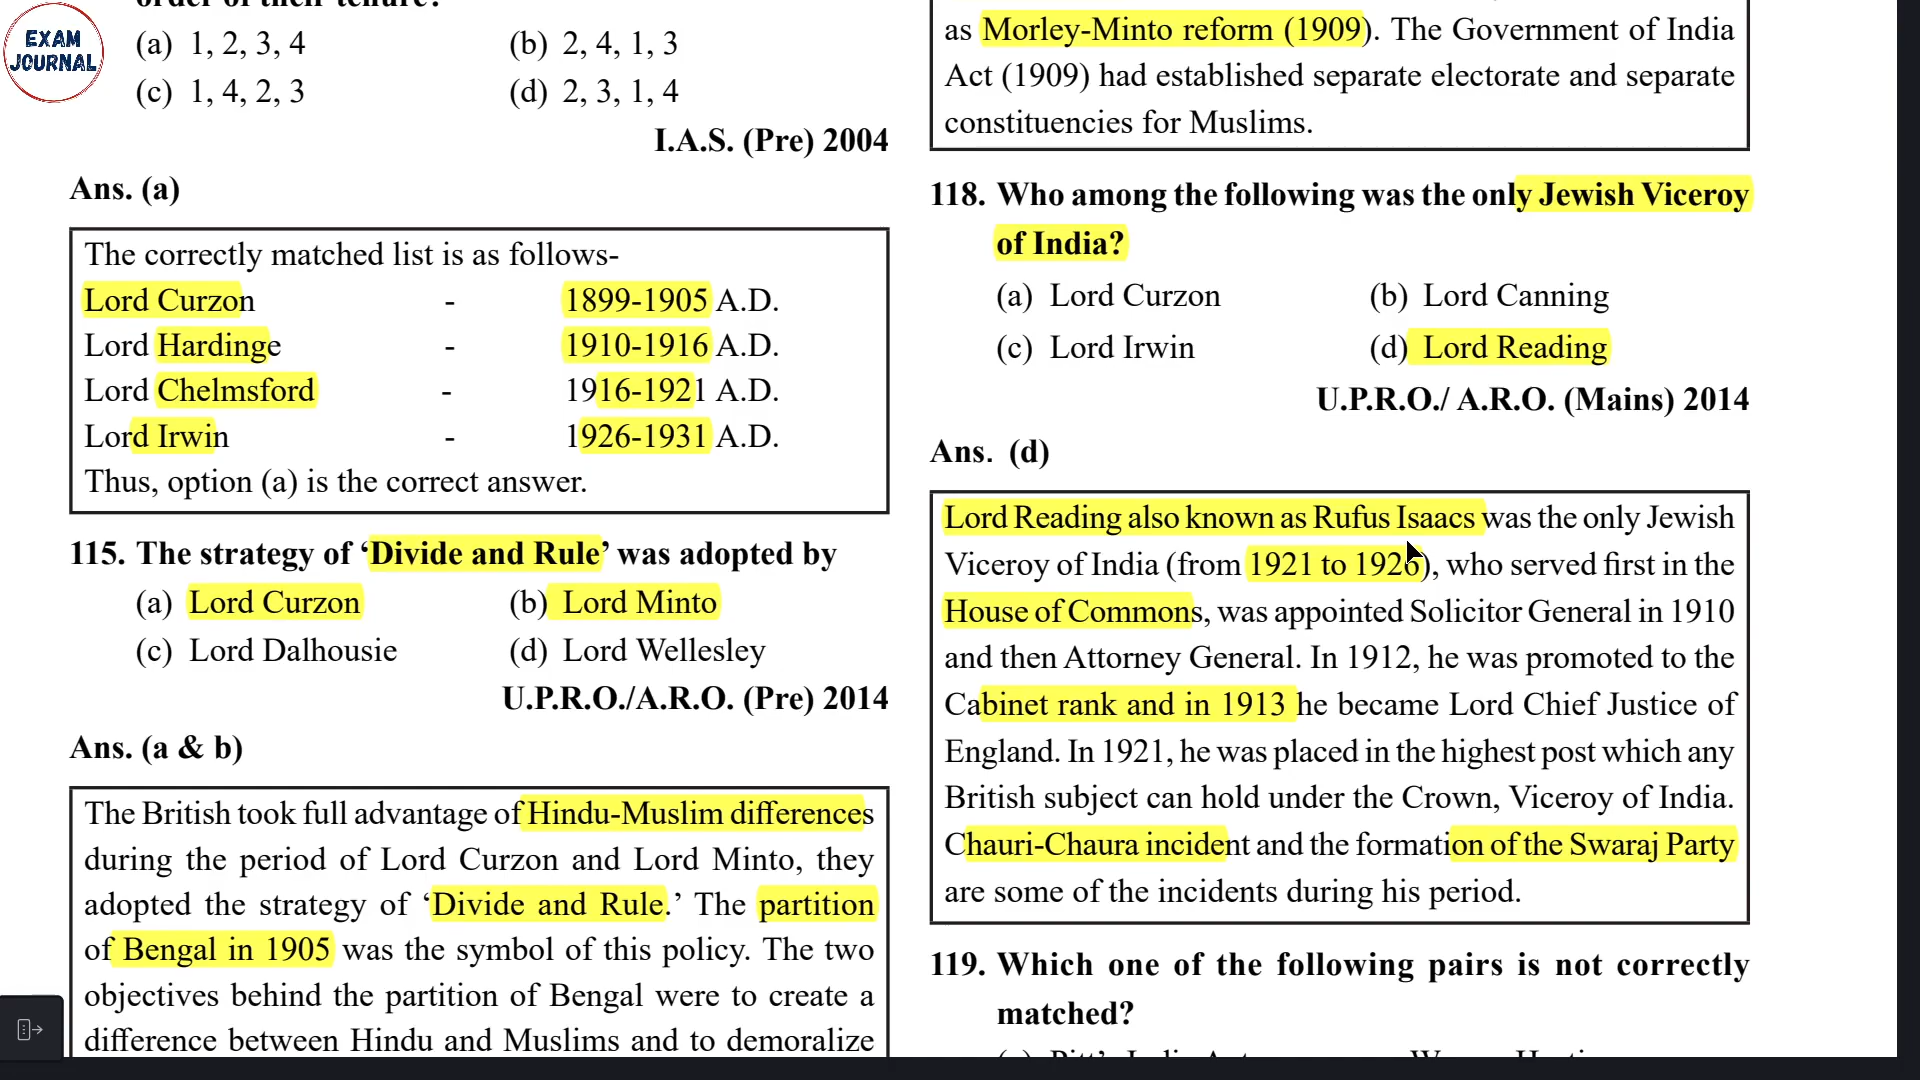 EXAM
JOURNAL
order of their tenure?
(a) 1, 2, 3, 4 (b) 2, 4, 1, 3
(c) 1, 4, 2, 3 (d) 2, 3, 1, 4
I.A.S. (Pre) 2004
Ans. (a)
The correctly matched list is as follows-
Lord Curzon - 1899-1905 A.D.
Lord Hardinge - 1910-1916 A.D.
Lord Chelmsford - 1916-1921 A.D.
Lord Irwin - 1926-1931 A.D.
Thus, option (a) is the correct answer.
115. The strategy of ‘Divide and Rule’ was adopted by
(a) Lord Curzon (b) Lord Minto
(c) Lord Dalhousie (d) Lord Wellesley
U.P.R.O./A.R.O. (Pre) 2014
Ans. (a & b)
The British took full advantage of Hindu-Muslim differences
during the period of Lord Curzon and Lord Minto, they
adopted the strategy of ‘Divide and Rule.’ The partition
of Bengal in 1905 was the symbol of this policy. The two
objectives behind the partition of Bengal were to create a
difference between Hindu and Muslims and to demoralize
as Morley-Minto reform (1909). The Government of India
Act (1909) had established separate electorate and separate
constituencies for Muslims.
118. Who among the following was the only Jewish Viceroy
of India?
(a) Lord Curzon (b) Lord Canning
(c) Lord Irwin (d) Lord Reading
U.P.R.O./ A.R.O. (Mains) 2014
Ans. (d)
Lord Reading also known as Rufus Isaacs was the only Jewish
Viceroy of India (from 1921 to 1926), who served first in the
House of Commons, was appointed Solicitor General in 1910
and then Attorney General. In 1912, he was promoted to the
Cabinet rank and in 1913 he became Lord Chief Justice of
England. In 1921, he was placed in the highest post which any
British subject can hold under the Crown, Viceroy of India.
Chauri-Chaura incident and the formation of the Swaraj Party
are some of the incidents during his period.
119. Which one of the following pairs is not correctly
matched?